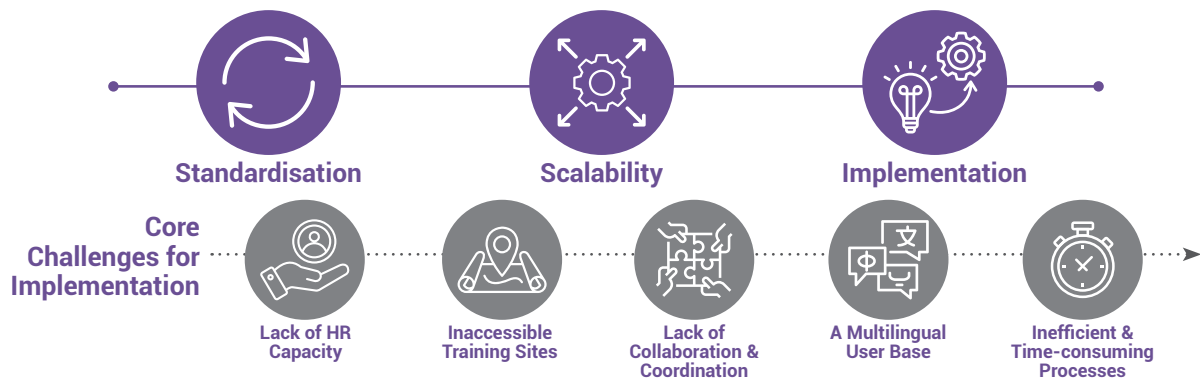 Standardisation
Scalability
Implementation
Core
Challenges for
Implementation
Lack of HR
Capacity
Inaccessible
Training Sites
Lack of
Collaboration &
Coordination
A Multilingual
User Base
Inefficient &
Time-consuming
Processes
文